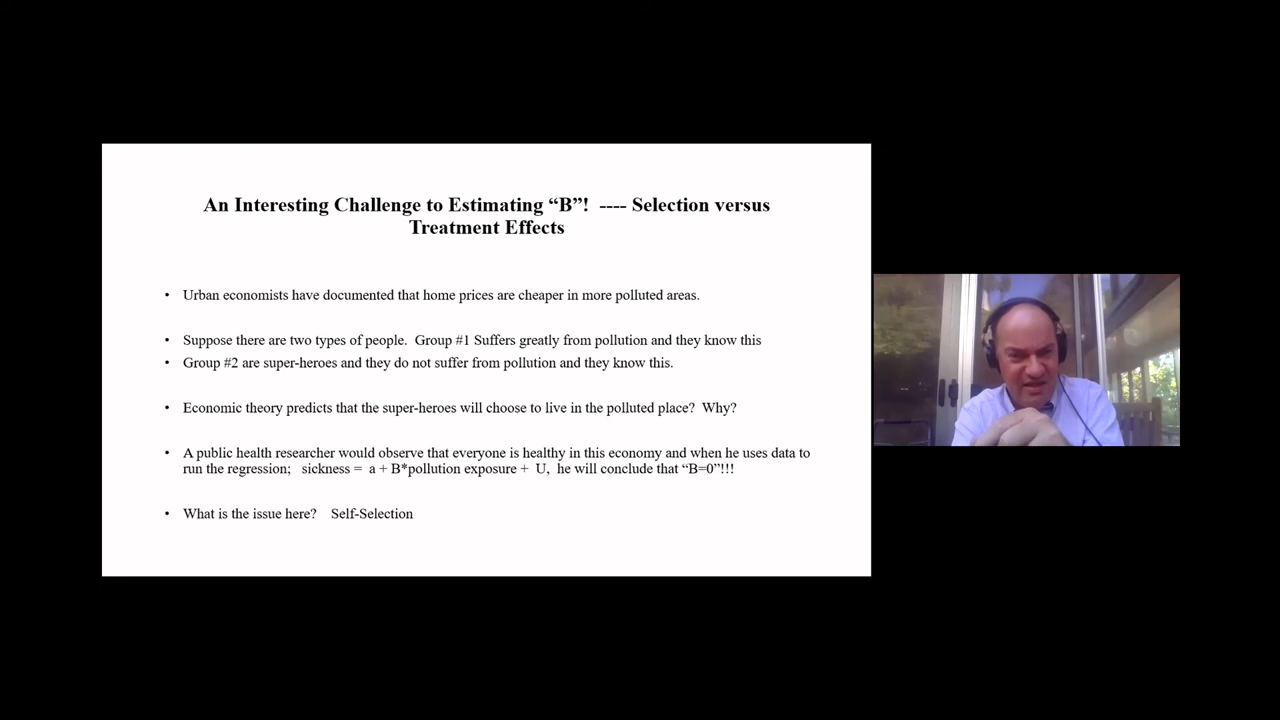 An Interesting Challenge to Estimating “B”!  ---- Selection versus
Treatment Effects
• Urban economists have documented that home prices are cheaper in more polluted areas.
• Suppose there are two types of people.  Group #1 Suffers greatly from pollution and they know this
• Group #2 are super-heroes and they do not suffer from pollution and they know this.
• Economic theory predicts that the super-heroes will choose to live in the polluted place?  Why?
• A public health researcher would observe that everyone is healthy in this economy and when he uses data to
run the regression;   sickness =  a + B*pollution exposure +  U,  he will conclude that “B=0”!!!
• What is the issue here?    Self-Selection